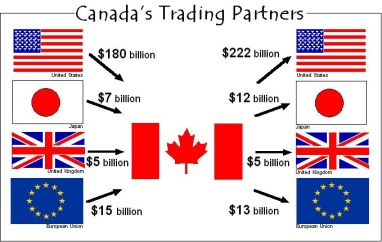 Canada's Trading Partners
$180 billion
$222 billion
United States
United States
$7 billion
$12 billion
Japan
Japan
$5 billion
$5 billion
United Kingdom
United Kingdom
$15 billion
$13 billion
European Union
European Union